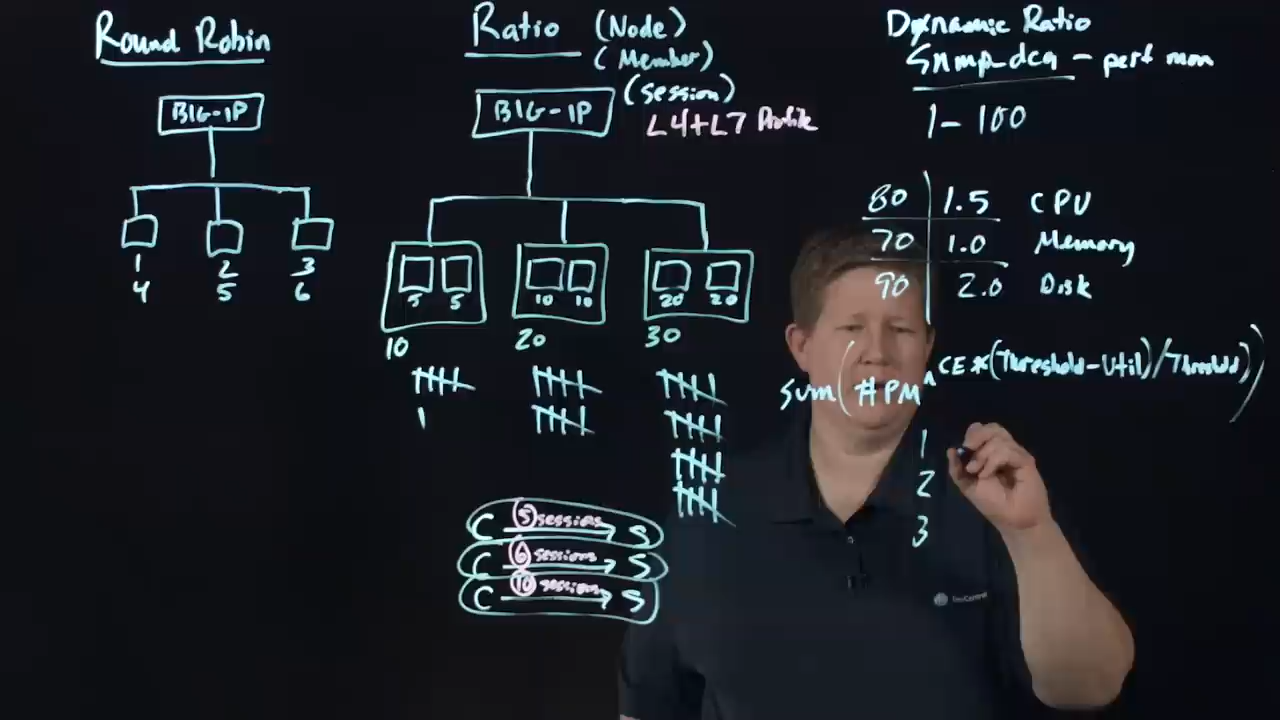 Round Robin
BIG-IP
1 2 3
4 5 6
Ratio (Node)
(Member)
(Session)
L4+L7 Profile
BIG-IP
5 5 10 10 20 20
10 20 30
C 5 sessions S
C 6 sessions S
C 10 sessions S
Dynamic Ratio
Snmp_dca - perf mon
1-100
80 1.5 CPU
70 1.0 Memory
90 2.0 Disk
Sum(#PM^CE*(Threshold-Util)/Threshold))
1
2
3
DevCentral